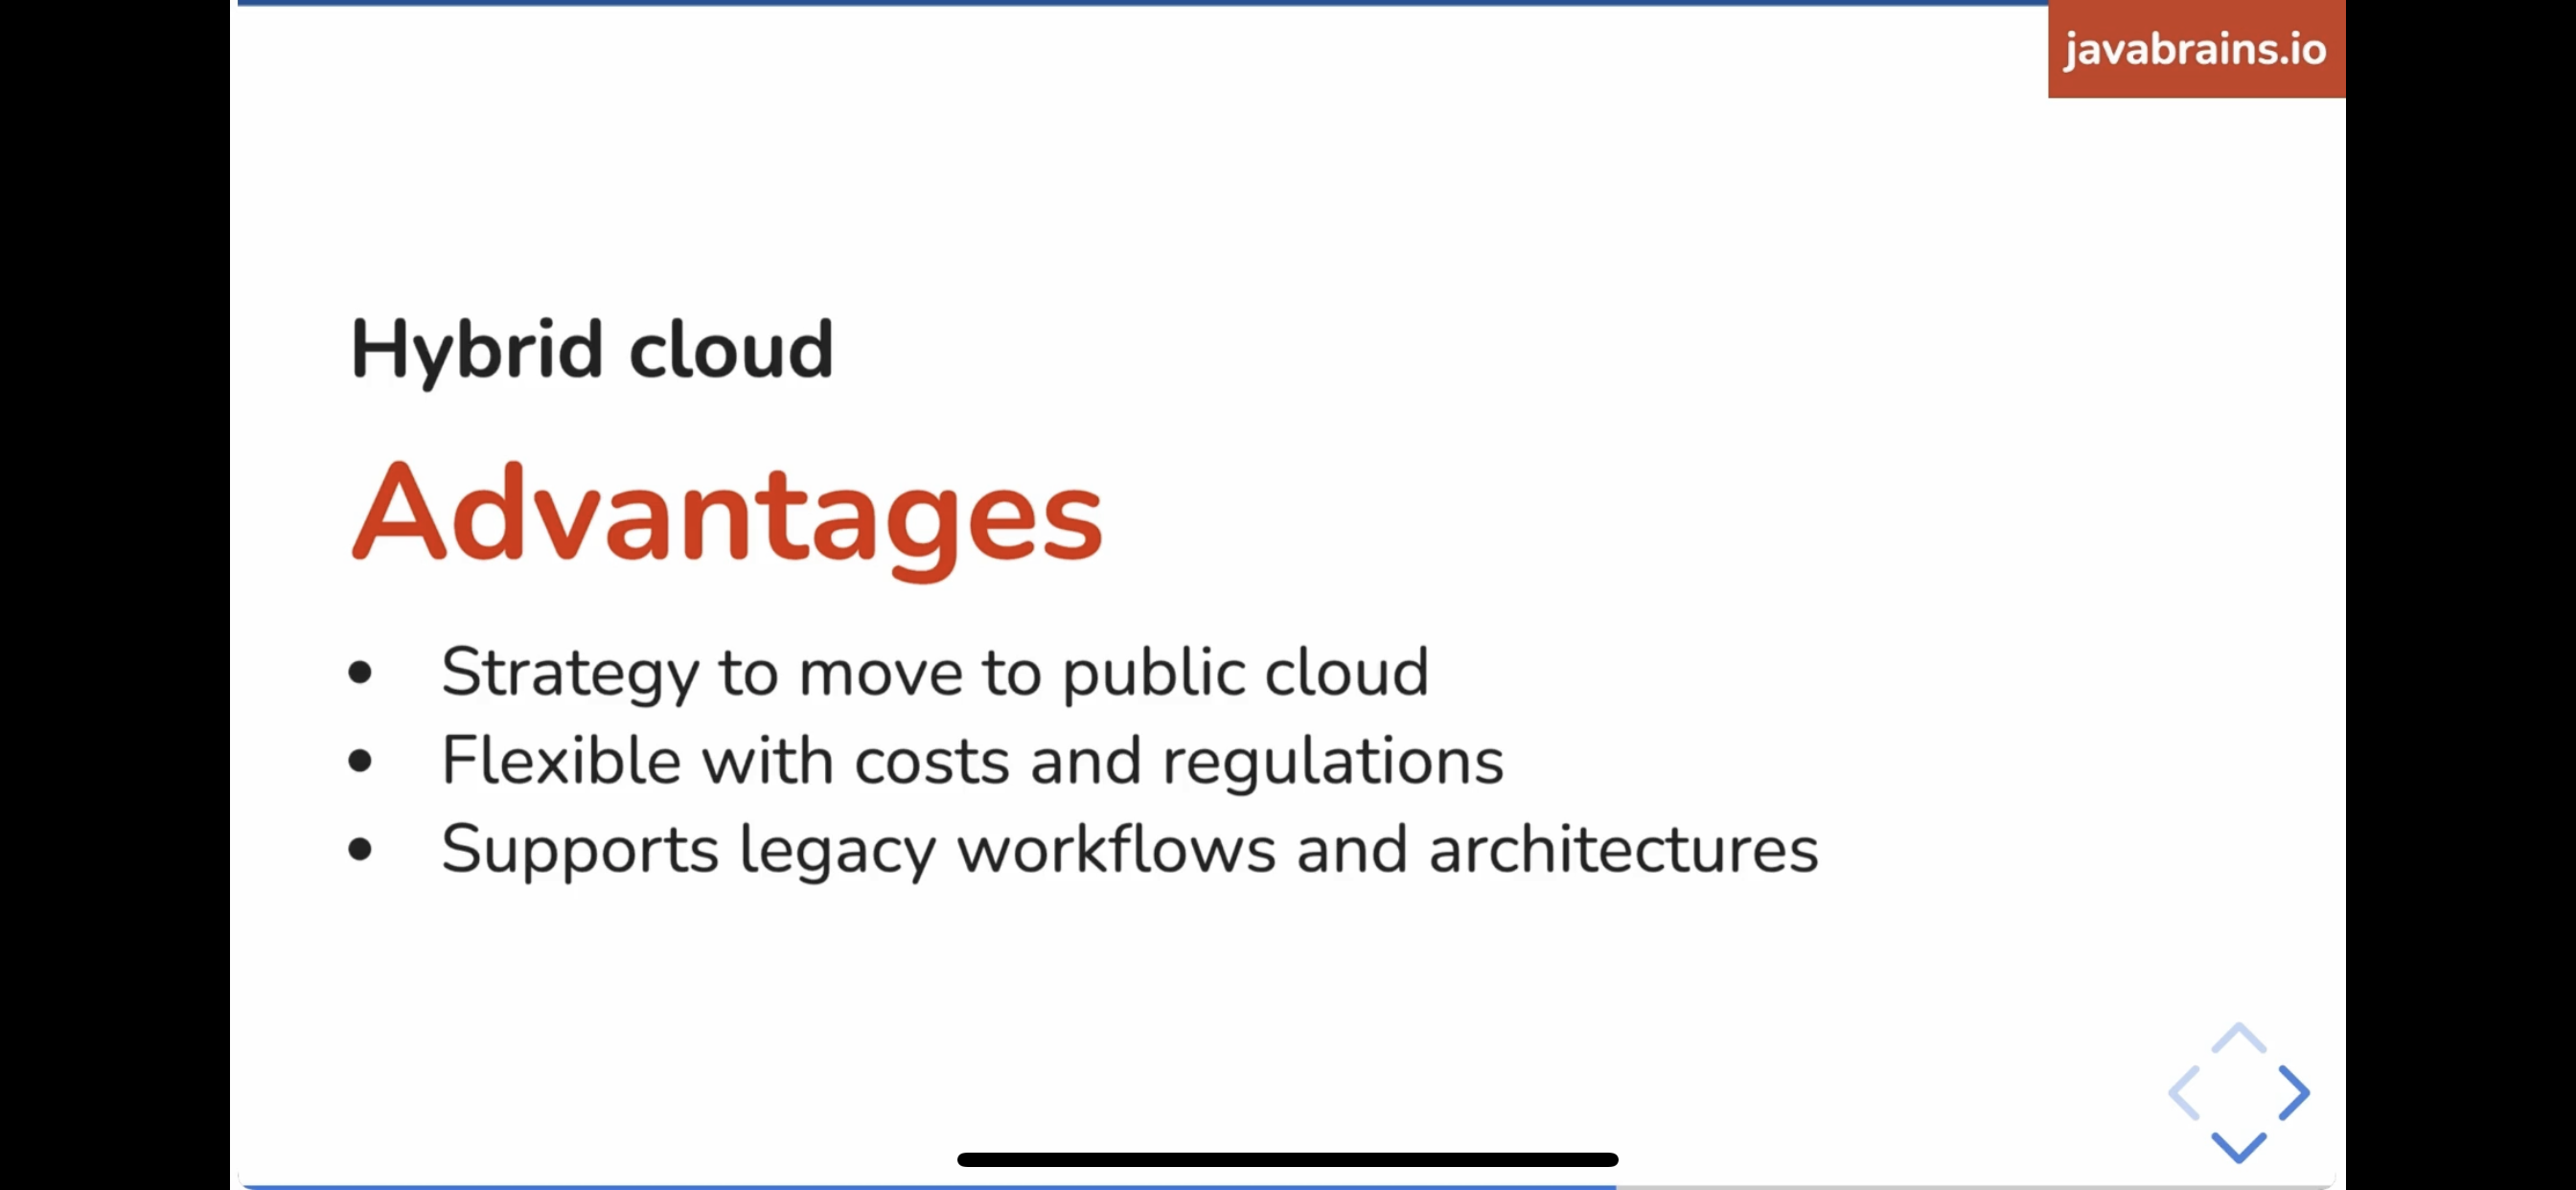 javabrains.io
Hybrid cloud
Advantages
• Strategy to move to public cloud
• Flexible with costs and regulations
• Supports legacy workflows and architectures